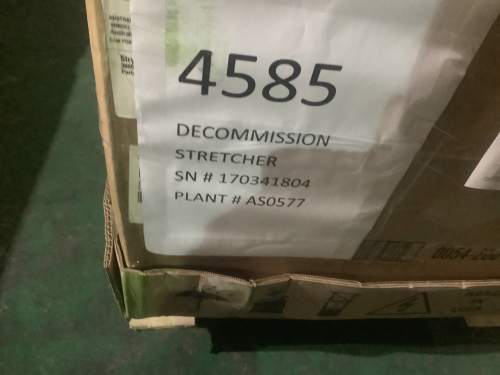 4585
DECOMMISSION
STRETCHER
SN # 170341804
PLANT # AS0577